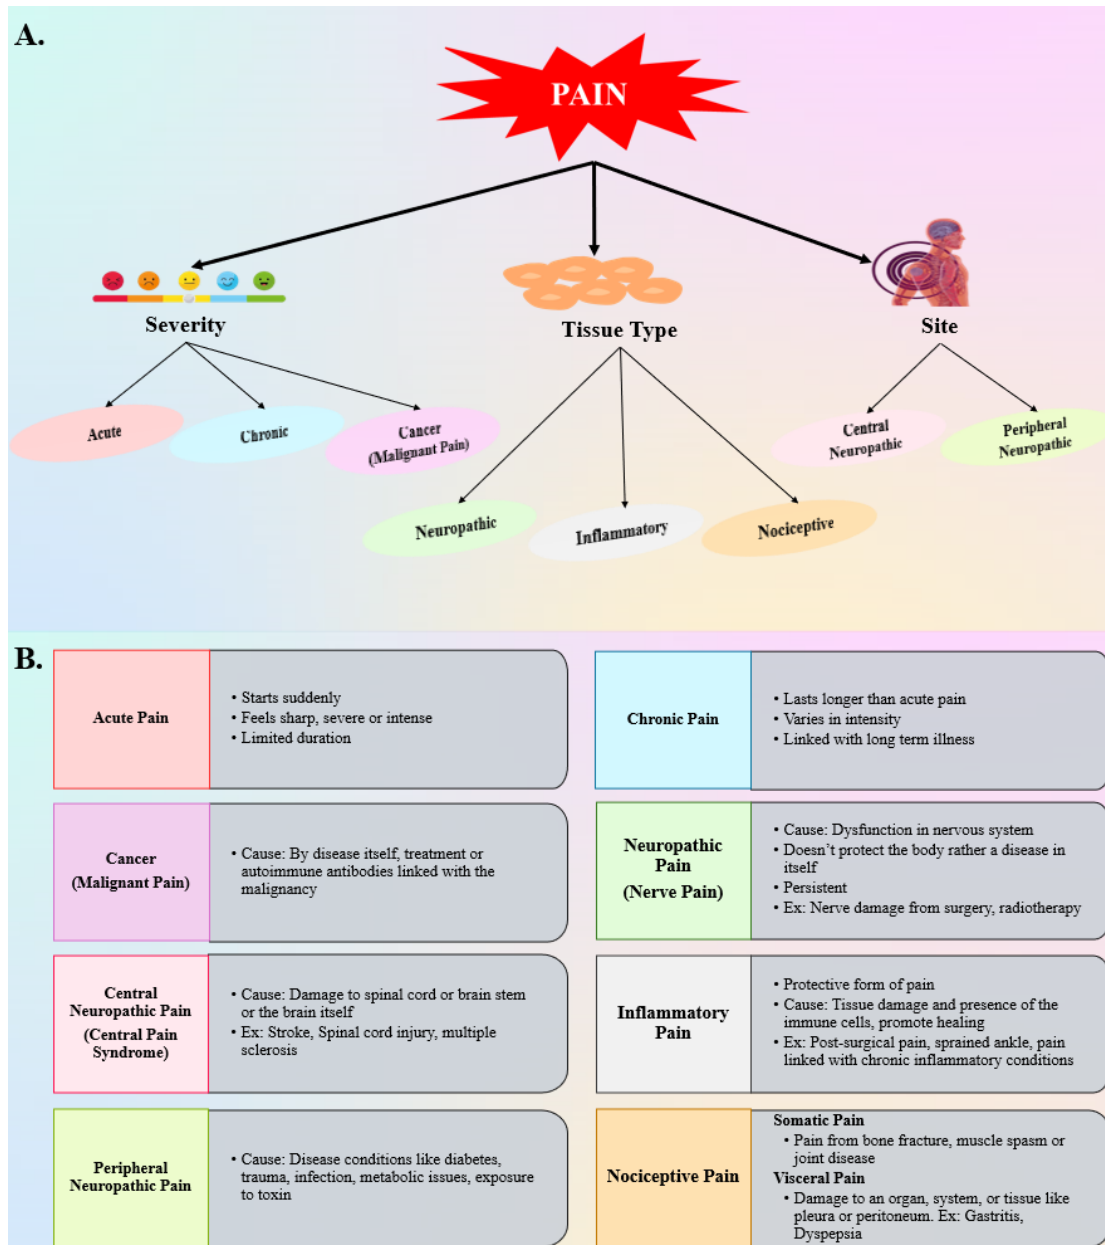 A.
PAIN
Severity
Tissue Type
Site
Acute
Chronic
Cancer
(Malignant Pain)
Central
Neuropathic
Peripheral
Neuropathic
Neuropathic
Inflammatory
Nociceptive
B.
Acute Pain
• Starts suddenly
• Feels sharp, severe or intense
• Limited duration
Chronic Pain
• Lasts longer than acute pain
• Varies in intensity
• Linked with long term illness
Cancer
(Malignant Pain)
• Cause: By disease itself, treatment or
autoimmune antibodies linked with the
malignancy
Neuropathic
Pain
(Nerve Pain)
• Cause: Dysfunction in nervous system
• Doesn’t protect the body rather a disease in
itself
• Persistent
• Ex: Nerve damage from surgery, radiotherapy
Central
Neuropathic Pain
(Central Pain
Syndrome)
• Cause: Damage to spinal cord or brain stem
or the brain itself
• Ex: Stroke, Spinal cord injury, multiple
sclerosis
Inflammatory
Pain
• Protective form of pain
• Cause: Tissue damage and presence of the
immune cells, promote healing
• Ex: Post-surgical pain, sprained ankle, pain
linked with chronic inflammatory conditions
Peripheral
Neuropathic Pain
• Cause: Disease conditions like diabetes,
trauma, infection, metabolic issues, exposure
to toxin
Nociceptive Pain
Somatic Pain
• Pain from bone fracture, muscle spasm or
joint disease
Visceral Pain
• Damage to an organ, system, or tissue like
pleura or peritoneum. Ex: Gastritis,
Dyspepsia